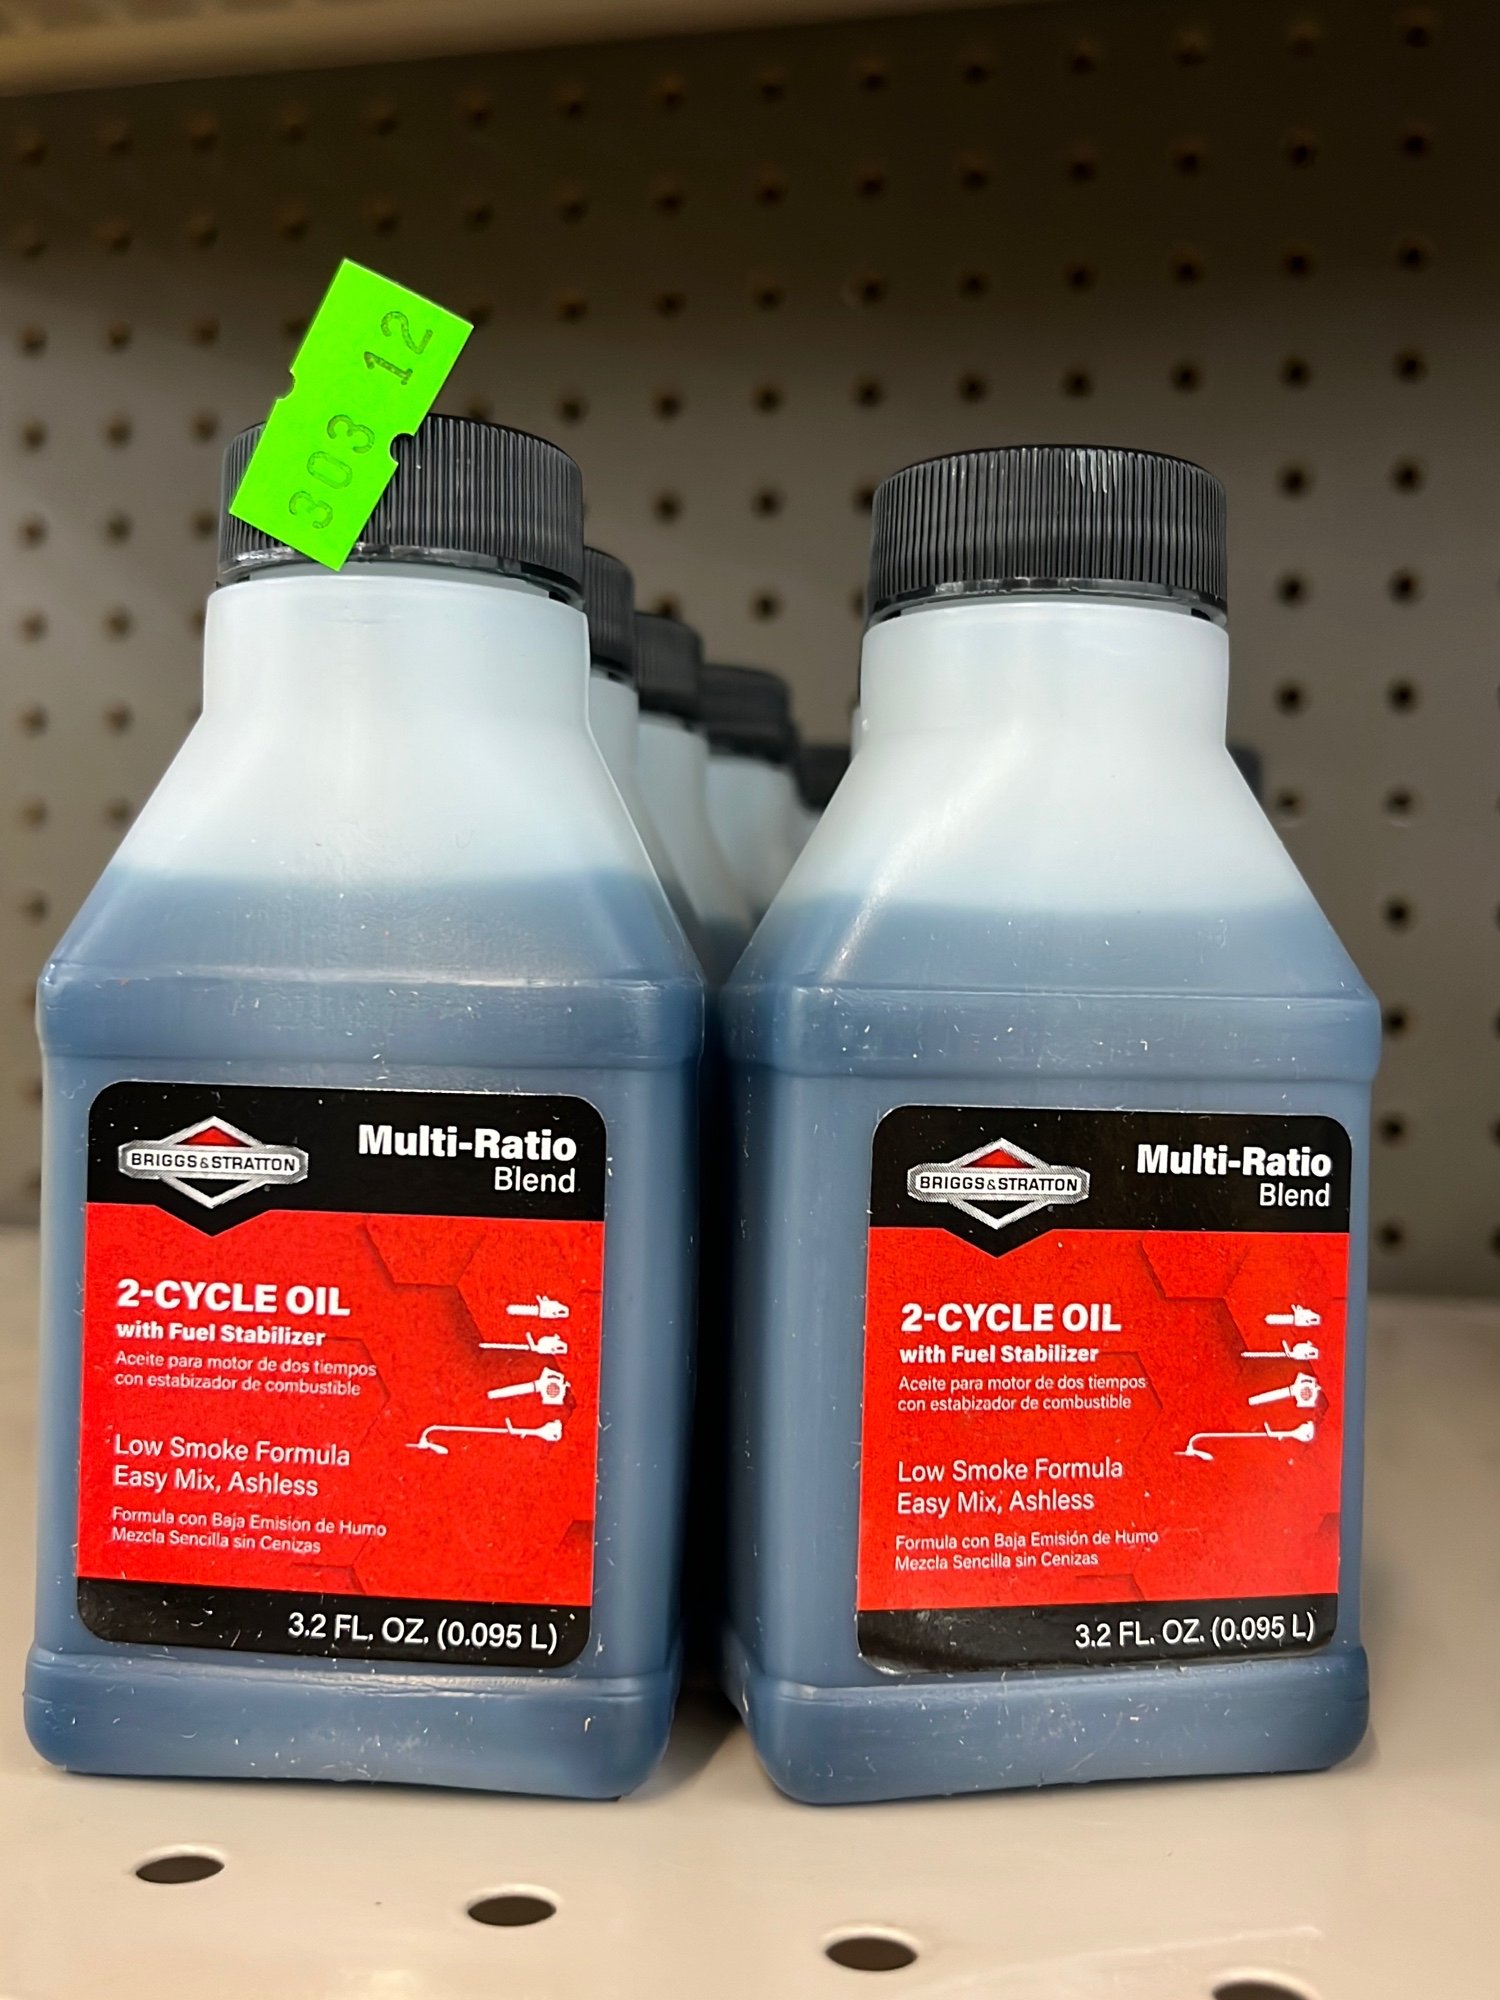 303 12
BRIGGS&STRATTON
Multi-Ratio
Blend
2-CYCLE OIL
with Fuel Stabilizer
Aceite para motor de dos tiempos
con estabizador de combustible
Low Smoke Formula
Easy Mix, Ashless
Formula con Baja Emisión de Humo
Mezcla Sencilla sin Cenizas
3.2 FL. OZ. (0.095 L)
BRIGGS&STRATTON
Multi-Ratio
Blend
2-CYCLE OIL
with Fuel Stabilizer
Aceite para motor de dos tiempos
con estabizador de combustible
Low Smoke Formula
Easy Mix, Ashless
Formula con Baja Emisión de Humo
Mezcla Sencilla sin Cenizas
3.2 FL. OZ. (0.095 L)